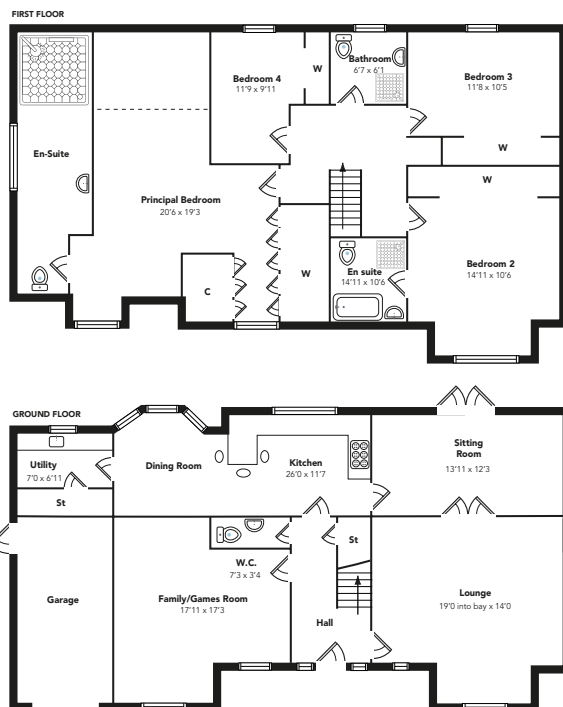 FIRST FLOOR
Bedroom 4
11'9 x 9'11
W
Bathroom
6'7 x 6'1
Bedroom 3
11'8 x 10'5
W
En-Suite
W
Principal Bedroom
20'6 x 19'3
Bedroom 2
14'11 x 10'6
W
En suite
14'11 x 10'6
C
GROUND FLOOR
Utility
7'0 x 6'11
Dining Room
Kitchen
26'0 x 11'7
Sitting
Room
13'11 x 12'3
St
St
W.C.
7'3 x 3'4
Garage
Family/Games Room
17'11 x 17'3
Lounge
19'0 into bay x 14'0
Hall